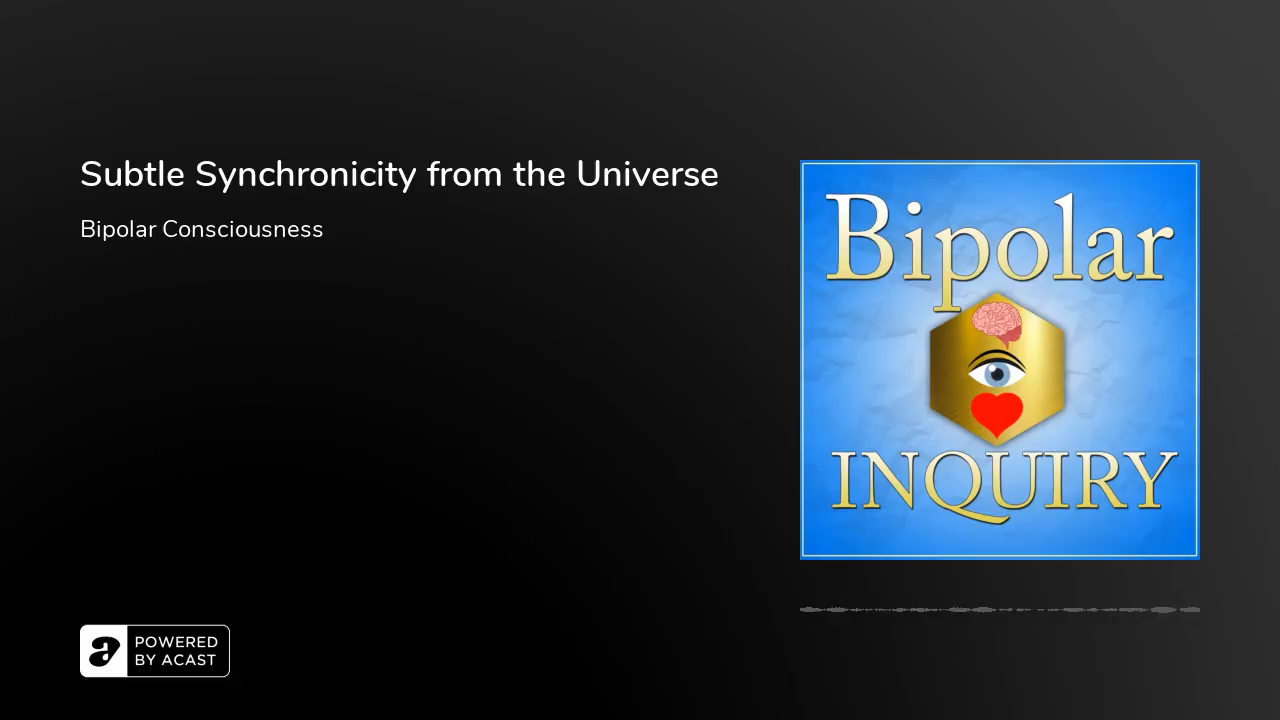 Subtle Synchronicity from the Universe
Bipolar Consciousness
Bipolar
INQUIRY
a POWERED
BY ACAST